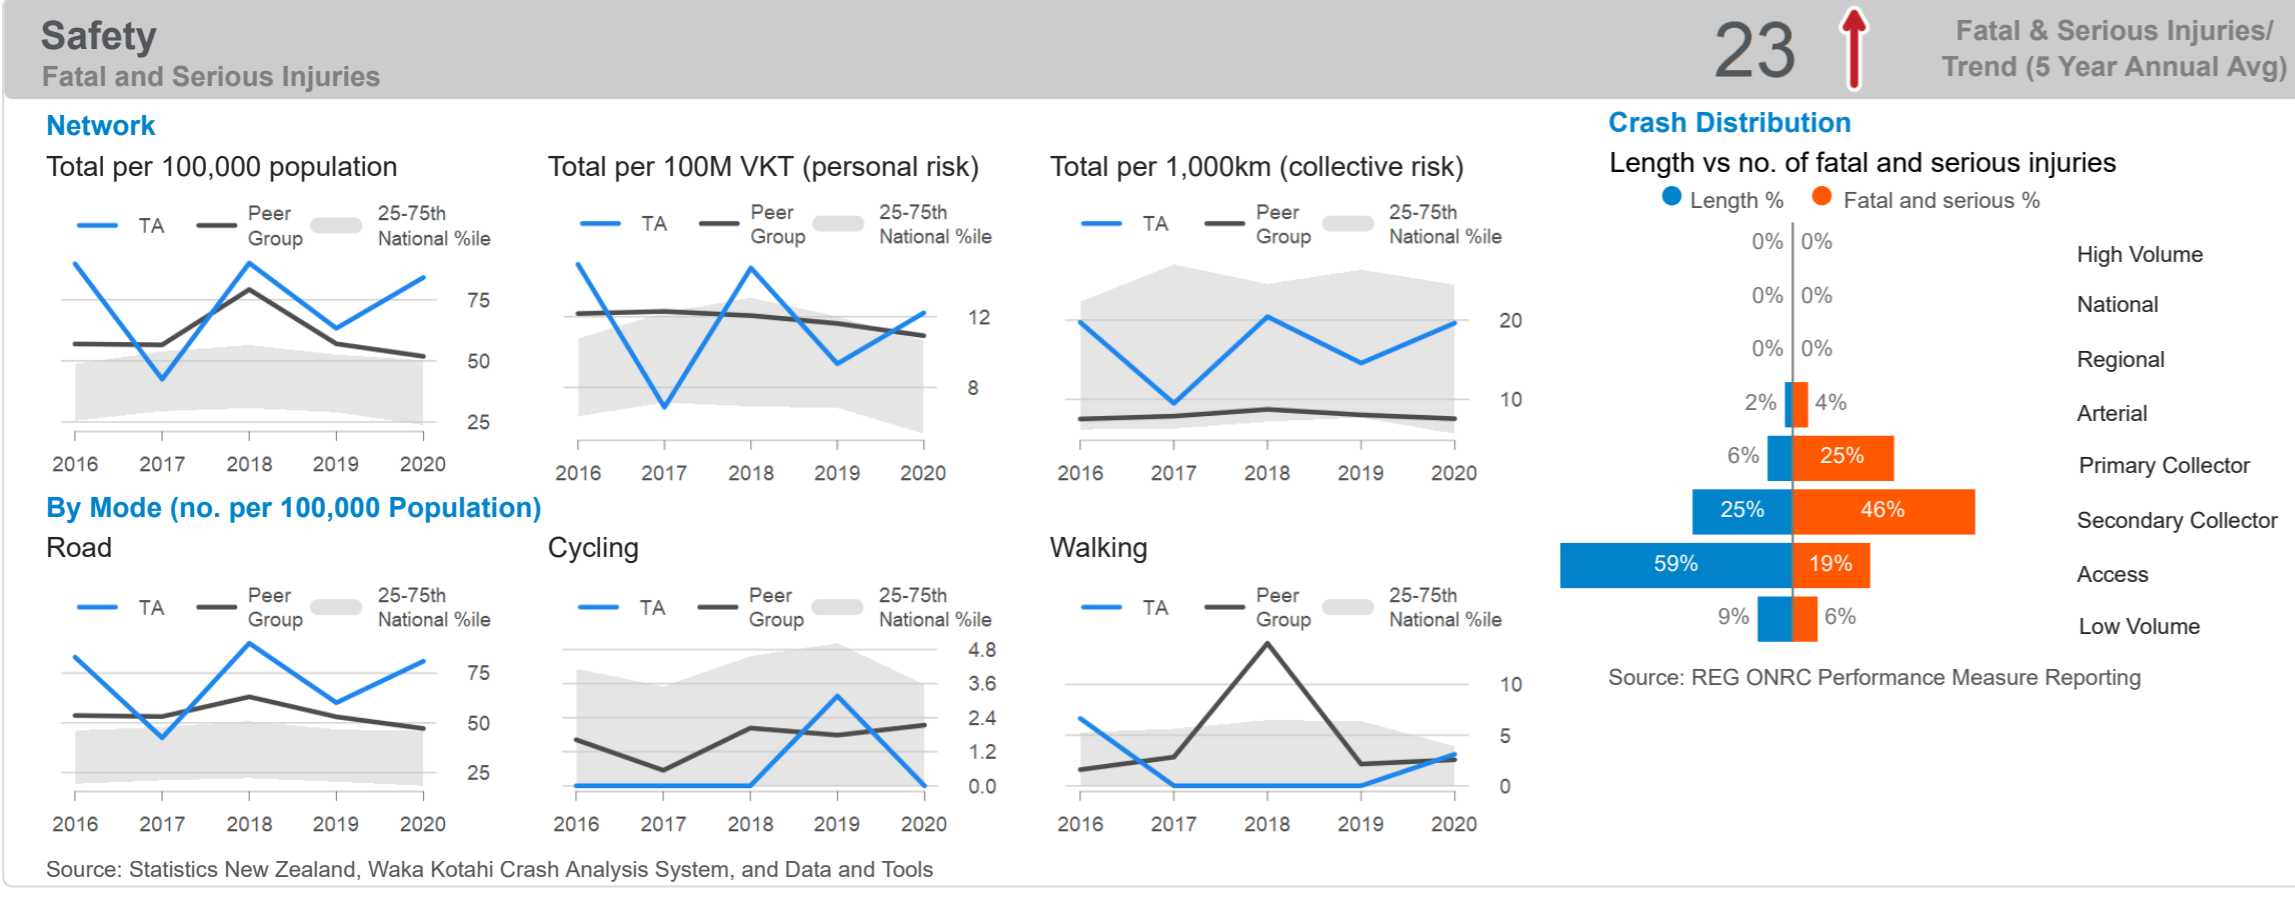 Safety
Fatal and Serious Injuries
23
Fatal & Serious Injuries/
Trend (5 Year Annual Avg)
Network
Total per 100,000 population
TA
Peer
Group
25-75th
National %ile
75
50
25
2016 2017 2018 2019 2020
Total per 100M VKT (personal risk)
TA
Peer
Group
25-75th
National %ile
12
8
2016 2017 2018 2019 2020
Total per 1,000km (collective risk)
TA
Peer
Group
25-75th
National %ile
20
10
2016 2017 2018 2019 2020
By Mode (no. per 100,000 Population)
Road
TA
Peer
Group
25-75th
National %ile
75
50
25
2016 2017 2018 2019 2020
Cycling
TA
Peer
Group
25-75th
National %ile
4.8
3.6
2.4
1.2
0.0
2016 2017 2018 2019 2020
Walking
TA
Peer
Group
25-75th
National %ile
10
5
0
2016 2017 2018 2019 2020
Source: Statistics New Zealand, Waka Kotahi Crash Analysis System, and Data and Tools
Crash Distribution
Length vs no. of fatal and serious injuries
Length % Fatal and serious %
0% 0% High Volume
0% 0% National
0% 0% Regional
2% 4% Arterial
6% 25% Primary Collector
25% 46% Secondary Collector
59% 19% Access
9% 6% Low Volume
Source: REG ONRC Performance Measure Reporting